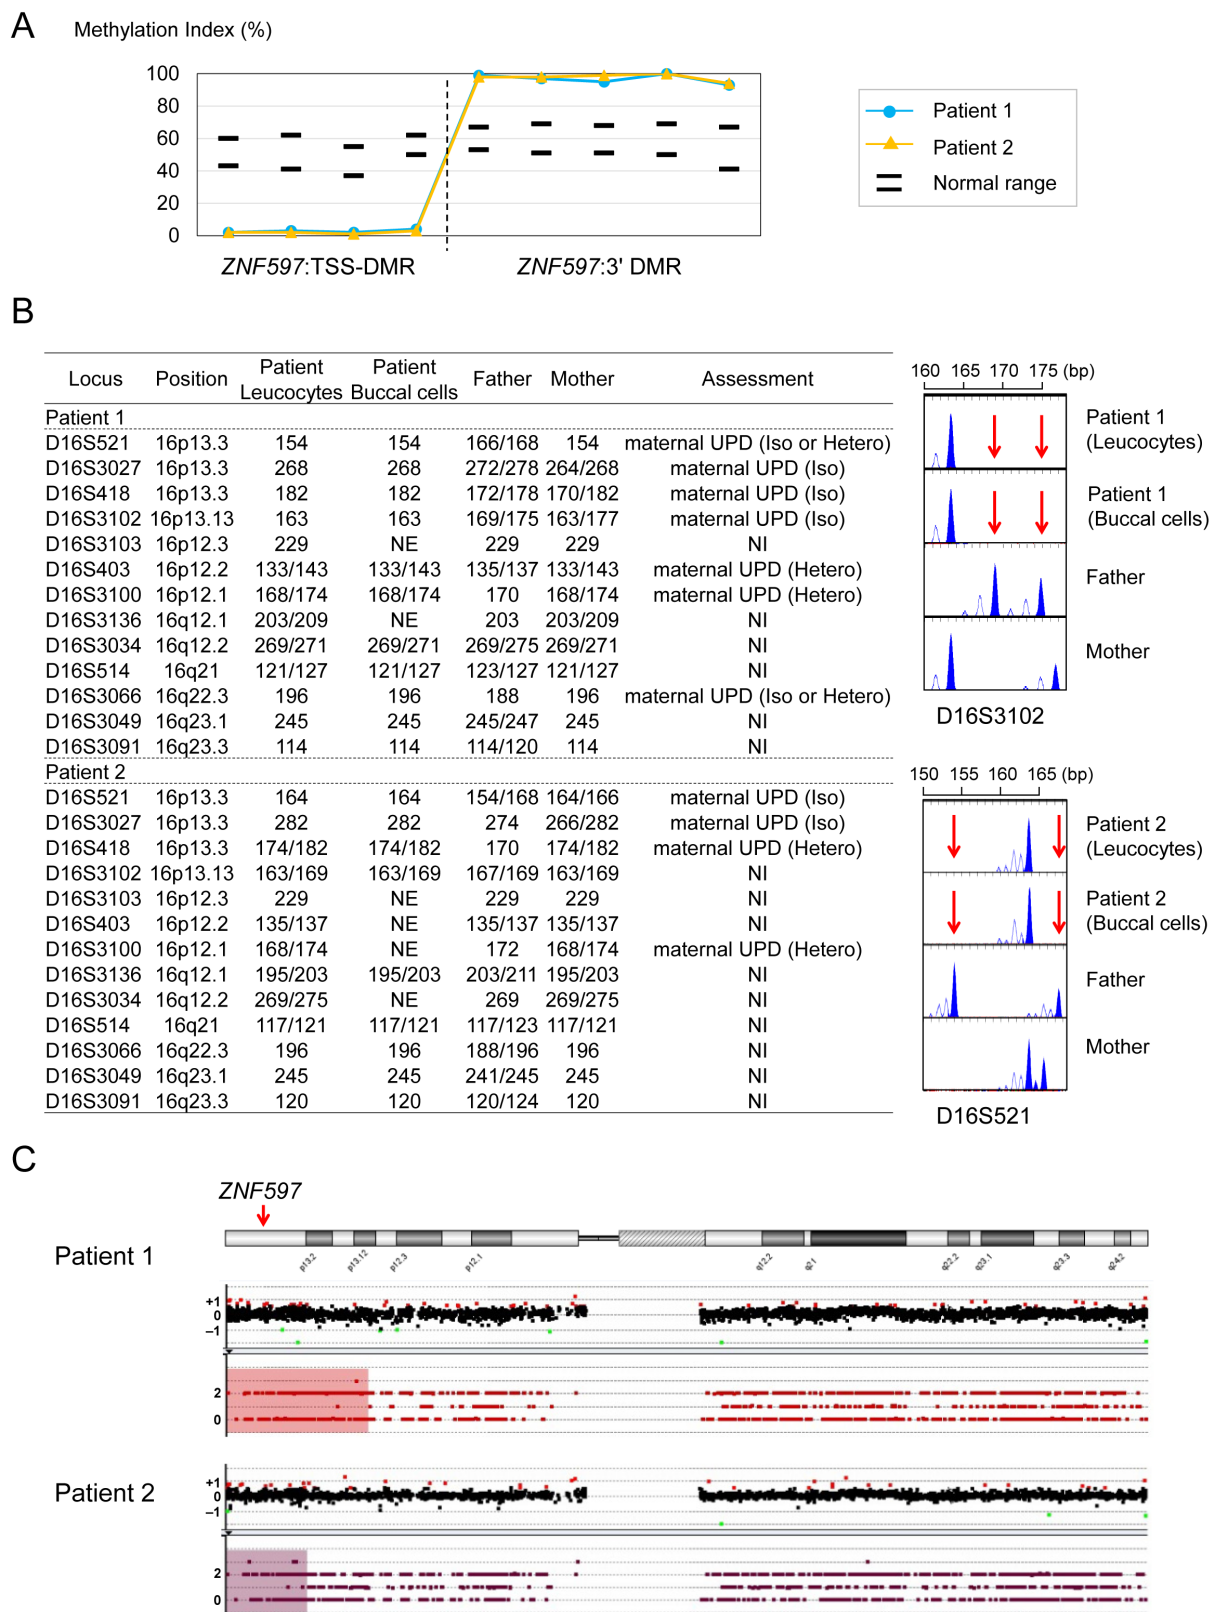 A
Methylation Index (%)
100
80
60
40
20
0
ZNF597:TSS-DMR
ZNF597:3' DMR
Patient 1
Patient 2
Normal range
B
Locus Position Patient Leucocytes Patient Buccal cells Father Mother Assessment
Patient 1
D16S521 16p13.3 154 154 166/168 154 maternal UPD (Iso or Hetero)
D16S3027 16p13.3 268 268 272/278 264/268 maternal UPD (Iso)
D16S418 16p13.3 182 182 172/178 170/182 maternal UPD (Iso)
D16S3102 16p13.13 163 163 169/175 163/177 maternal UPD (Iso)
D16S3103 16p12.3 229 NE 229 229 NI
D16S403 16p12.2 133/143 133/143 135/137 133/143 maternal UPD (Hetero)
D16S3100 16p12.1 168/174 168/174 170 168/174 maternal UPD (Hetero)
D16S3136 16q12.1 203/209 NE 203 203/209 NI
D16S3034 16q12.2 269/271 269/271 269/275 269/271 NI
D16S514 16q21 121/127 121/127 123/127 121/127 NI
D16S3066 16q22.3 196 196 188 196 maternal UPD (Iso or Hetero)
D16S3049 16q23.1 245 245 245/247 245 NI
D16S3091 16q23.3 114 114 114/120 114 NI
Patient 2
D16S521 16p13.3 164 164 154/168 164/166 maternal UPD (Iso)
D16S3027 16p13.3 282 282 274 266/282 maternal UPD (Iso)
D16S418 16p13.3 174/182 174/182 170 174/182 maternal UPD (Hetero)
D16S3102 16p13.13 163/169 163/169 167/169 163/169 NI
D16S3103 16p12.3 229 NE 229 229 NI
D16S403 16p12.2 135/137 NE 135/137 135/137 NI
D16S3100 16p12.1 168/174 NE 172 168/174 maternal UPD (Hetero)
D16S3136 16q12.1 195/203 195/203 203/211 195/203 NI
D16S3034 16q12.2 269/275 NE 269 269/275 NI
D16S514 16q21 117/121 117/121 117/123 117/121 NI
D16S3066 16q22.3 196 196 188/196 196 NI
D16S3049 16q23.1 245 245 241/245 245 NI
D16S3091 16q23.3 120 120 120/124 120 NI
160 165 170 175 (bp)
Patient 1
(Leucocytes)
Patient 1
(Buccal cells)
Father
Mother
D16S3102
150 155 160 165 (bp)
Patient 2
(Leucocytes)
Patient 2
(Buccal cells)
Father
Mother
D16S521
C
ZNF597
Patient 1
p13.2 p13.12 p12.3 p12.1 q12.2 q21 q22.2 q23.1 q23.3 q24.2
+1
0
−1
2
0
Patient 2
+1
0
−1
2
0